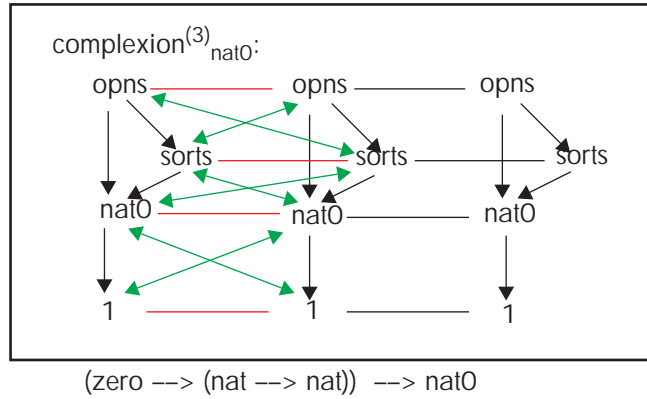 complexion(3)nat0:
opns opns opns
sorts sorts sorts
nat0 nat0 nat0
1 1 1
(zero --> (nat --> nat)) --> nat0